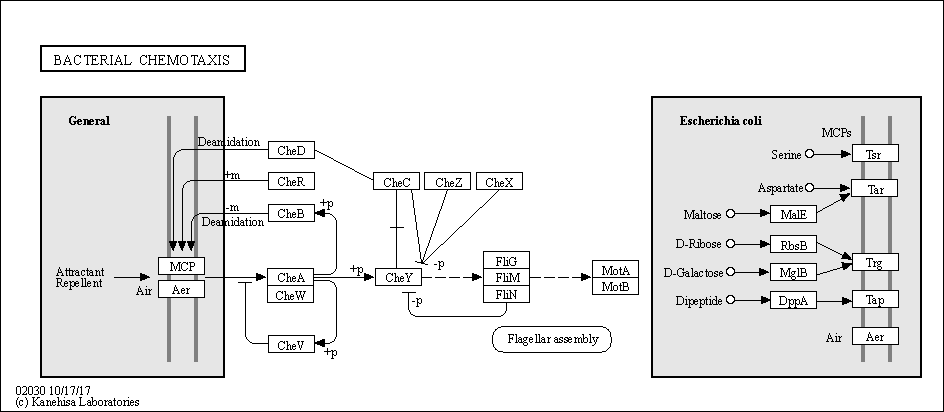 BACTERIAL CHEMOTAXIS
General
Deamidation
CheD
+m
CheR
-m
CheB
+p
Deamidation
MCP
Attractant
Repellent
Air
Aer
CheA
CheW
CheV
+p
+p
CheC
CheZ
CheX
-p
CheY
-p
FliG
FliM
FliN
MotA
MotB
Flagellar assembly
Escherichia coli
MCPs
Serine
Tsr
Aspartate
Tar
Maltose
MalE
D-Ribose
RbsB
Trg
D-Galactose
MglB
Dipeptide
DppA
Tap
Air
Aer
02030 10/17/17
(c) Kanehisa Laboratories